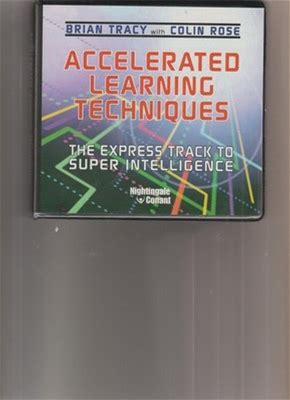 BRIAN TRACY with COLIN ROSE
ACCELERATED
LEARNING
TECHNIQUES
THE EXPRESS TRACK TO
SUPER INTELLIGENCE
Nightingale
Conant